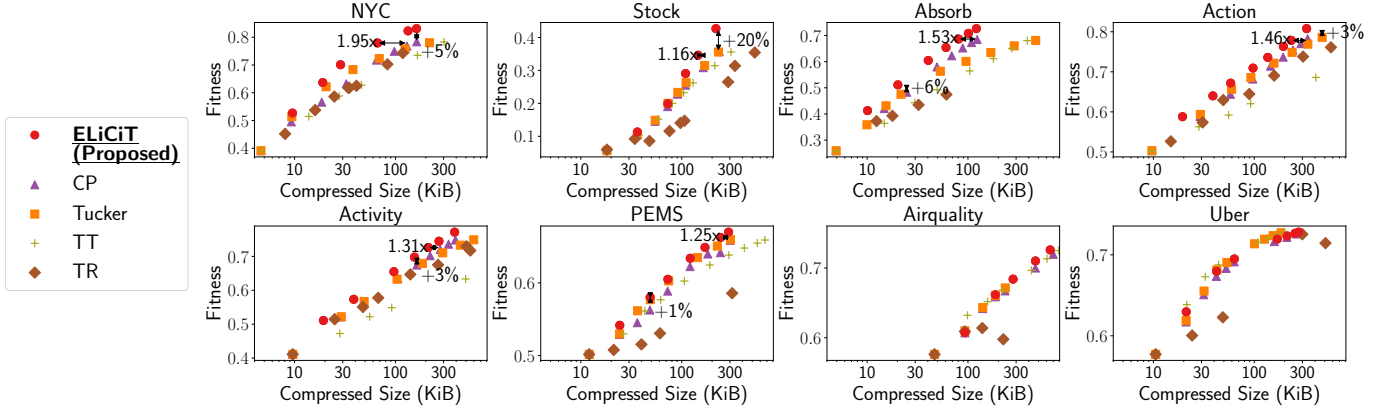 ELiCiT
(Proposed)
CP
Tucker
TT
TR
NYC
Fitness
0.8
0.7
0.6
0.5
0.4
1.95x
+5%
10 30 100 300
Compressed Size (KiB)
Stock
Fitness
0.4
0.3
0.2
0.1
1.16x
+20%
10 30 100 300
Compressed Size (KiB)
Absorb
Fitness
0.7
0.6
0.5
0.4
0.3
1.53x
+6%
10 30 100 300
Compressed Size (KiB)
Action
Fitness
0.8
0.7
0.6
0.5
1.46x
+3%
10 30 100 300
Compressed Size (KiB)
Activity
Fitness
0.7
0.6
0.5
0.4
1.31x
+3%
10 30 100 300
Compressed Size (KiB)
PEMS
Fitness
0.6
0.5
1.25x
+1%
10 30 100 300
Compressed Size (KiB)
Airquality
Fitness
0.7
0.6
10 30 100 300
Compressed Size (KiB)
Uber
Fitness
0.7
0.6
10 30 100 300
Compressed Size (KiB)